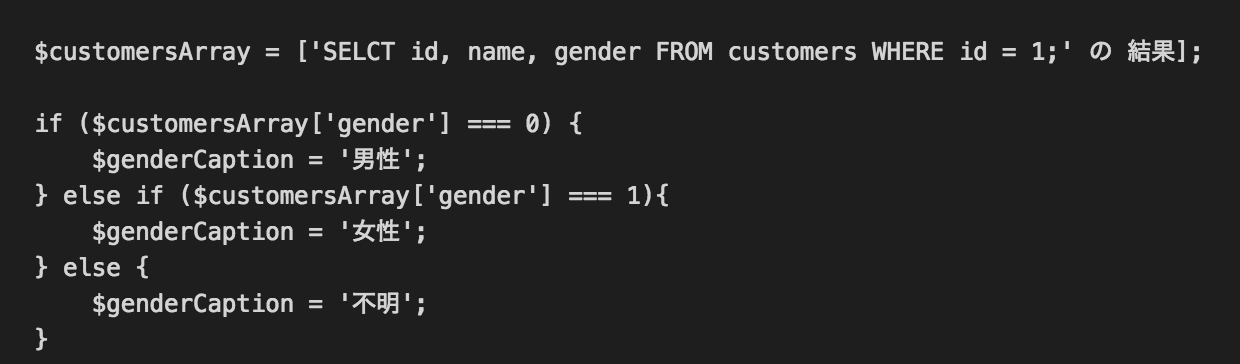 $customersArray = ['SELCT id, name, gender FROM customers WHERE id = 1;' の 結果];
if ($customersArray['gender'] === 0) {
    $genderCaption = '男性';
} else if ($customersArray['gender'] === 1){
    $genderCaption = '女性';
} else {
    $genderCaption = '不明';
}